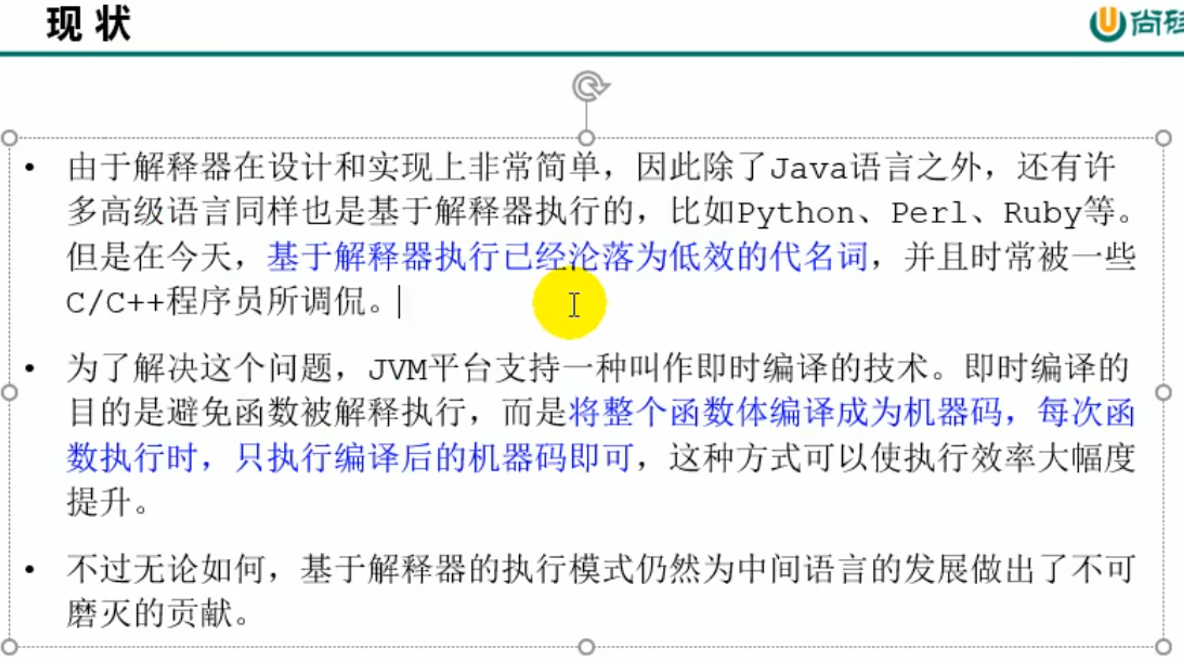 现状
尚硅
• 由于解释器在设计和实现上非常简单，因此除了Java语言之外，还有许
多高级语言同样也是基于解释器执行的，比如Python、Perl、Ruby等。
但是在今天，基于解释器执行已经沦落为低效的代名词，并且时常被一些
C/C++程序员所调侃。
• 为了解决这个问题，JVM平台支持一种叫作即时编译的技术。即时编译的
目的是避免函数被解释执行，而是将整个函数体编译成为机器码，每次函
数执行时，只执行编译后的机器码即可，这种方式可以使执行效率大幅度
提升。
• 不过无论如何，基于解释器的执行模式仍然为中间语言的发展做出了不可
磨灭的贡献。